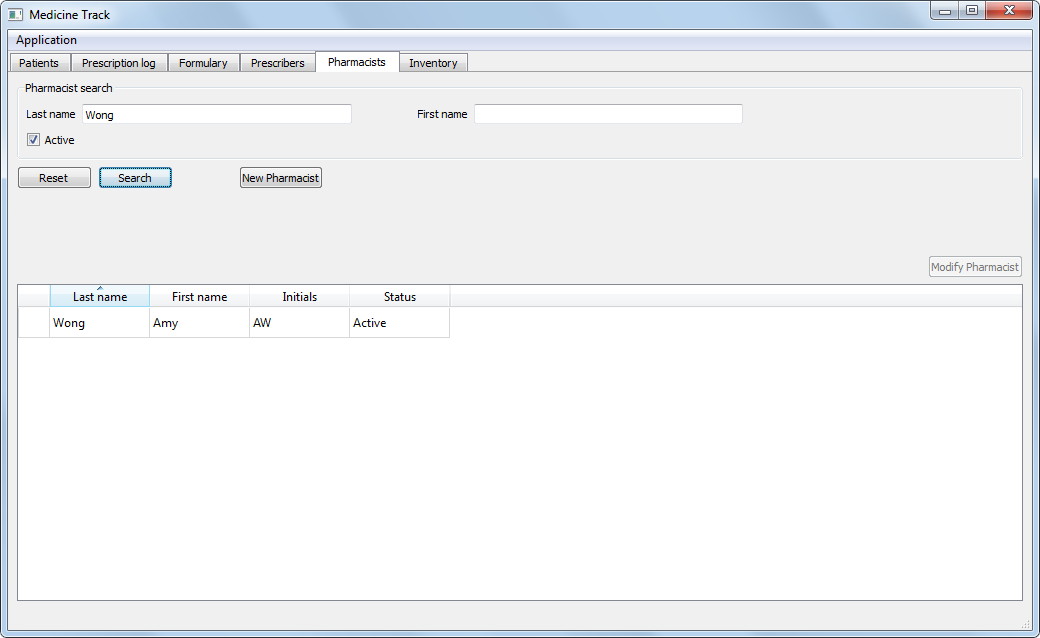 Medicine Track
Application
Patients Prescription log Formulary Prescribers Pharmacists Inventory
Pharmacist search
Last name Wong First name
Active
Reset Search New Pharmacist
Modify Pharmacist
Last name First name Initials Status
Wong Amy AW Active